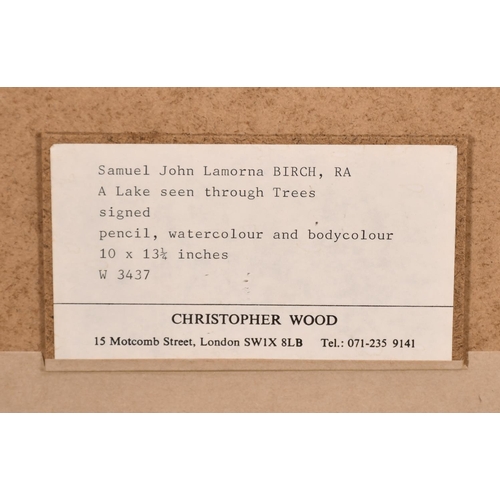 Samuel John Lamorna BIRCH, RA
A Lake seen through Trees
signed
pencil, watercolour and bodycolour
10 x 13¼ inches
W 3437
CHRISTOPHER WOOD
15 Motcomb Street, London SW1X 8LB Tel.: 071-235 9141